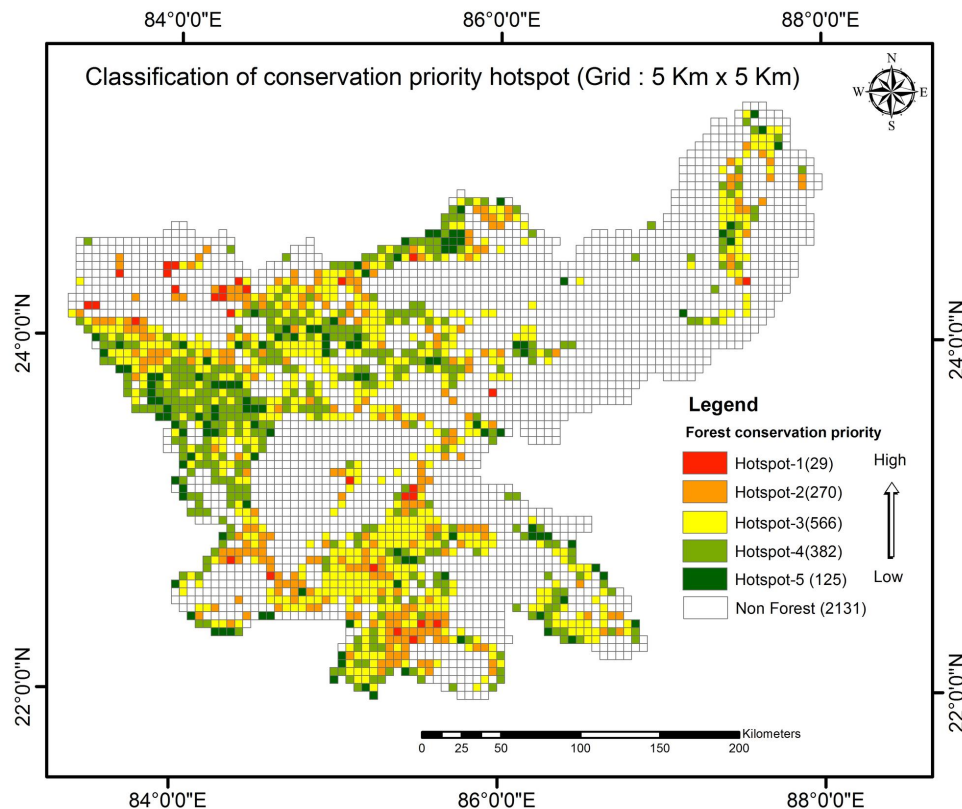 84°0'0"E 86°0'0"E 88°0'0"E
Classification of conservation priority hotspot (Grid : 5 Km x 5 Km)
N
W E
S
24°0'0"N 24°0'0"N
Legend
Forest conservation priority
Hotspot-1(29) High
Hotspot-2(270)
Hotspot-3(566)
Hotspot-4(382)
Hotspot-5 (125) Low
Non Forest (2131)
22°0'0"N 22°0'0"N
Kilometers
0 25 50 100 150 200
84°0'0"E 86°0'0"E 88°0'0"E